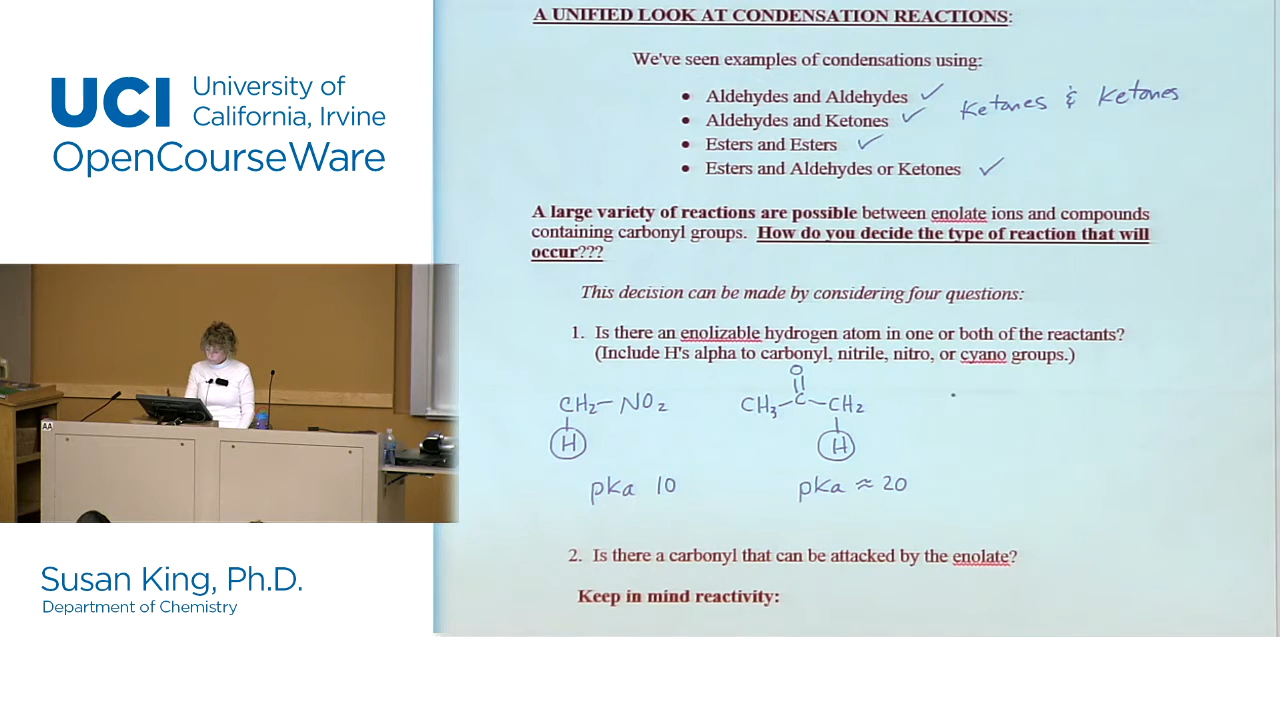 UCI University of
California, Irvine
OpenCourseWare
AA
Susan King, Ph.D.
Department of Chemistry
A UNIFIED LOOK AT CONDENSATION REACTIONS:
We've seen examples of condensations using:
• Aldehydes and Aldehydes ✓ Ketones & Ketones
• Aldehydes and Ketones ✓
• Esters and Esters ✓
• Esters and Aldehydes or Ketones ✓
A large variety of reactions are possible between enolate ions and compounds
containing carbonyl groups. How do you decide the type of reaction that will
occur???
This decision can be made by considering four questions:
1. Is there an enolizable hydrogen atom in one or both of the reactants?
(Include H's alpha to carbonyl, nitrile, nitro, or cyano groups.)
O
CH2-NO2 CH3-C-CH2
H H
pka 10 pka ≈ 20
2. Is there a carbonyl that can be attacked by the enolate?
Keep in mind reactivity: